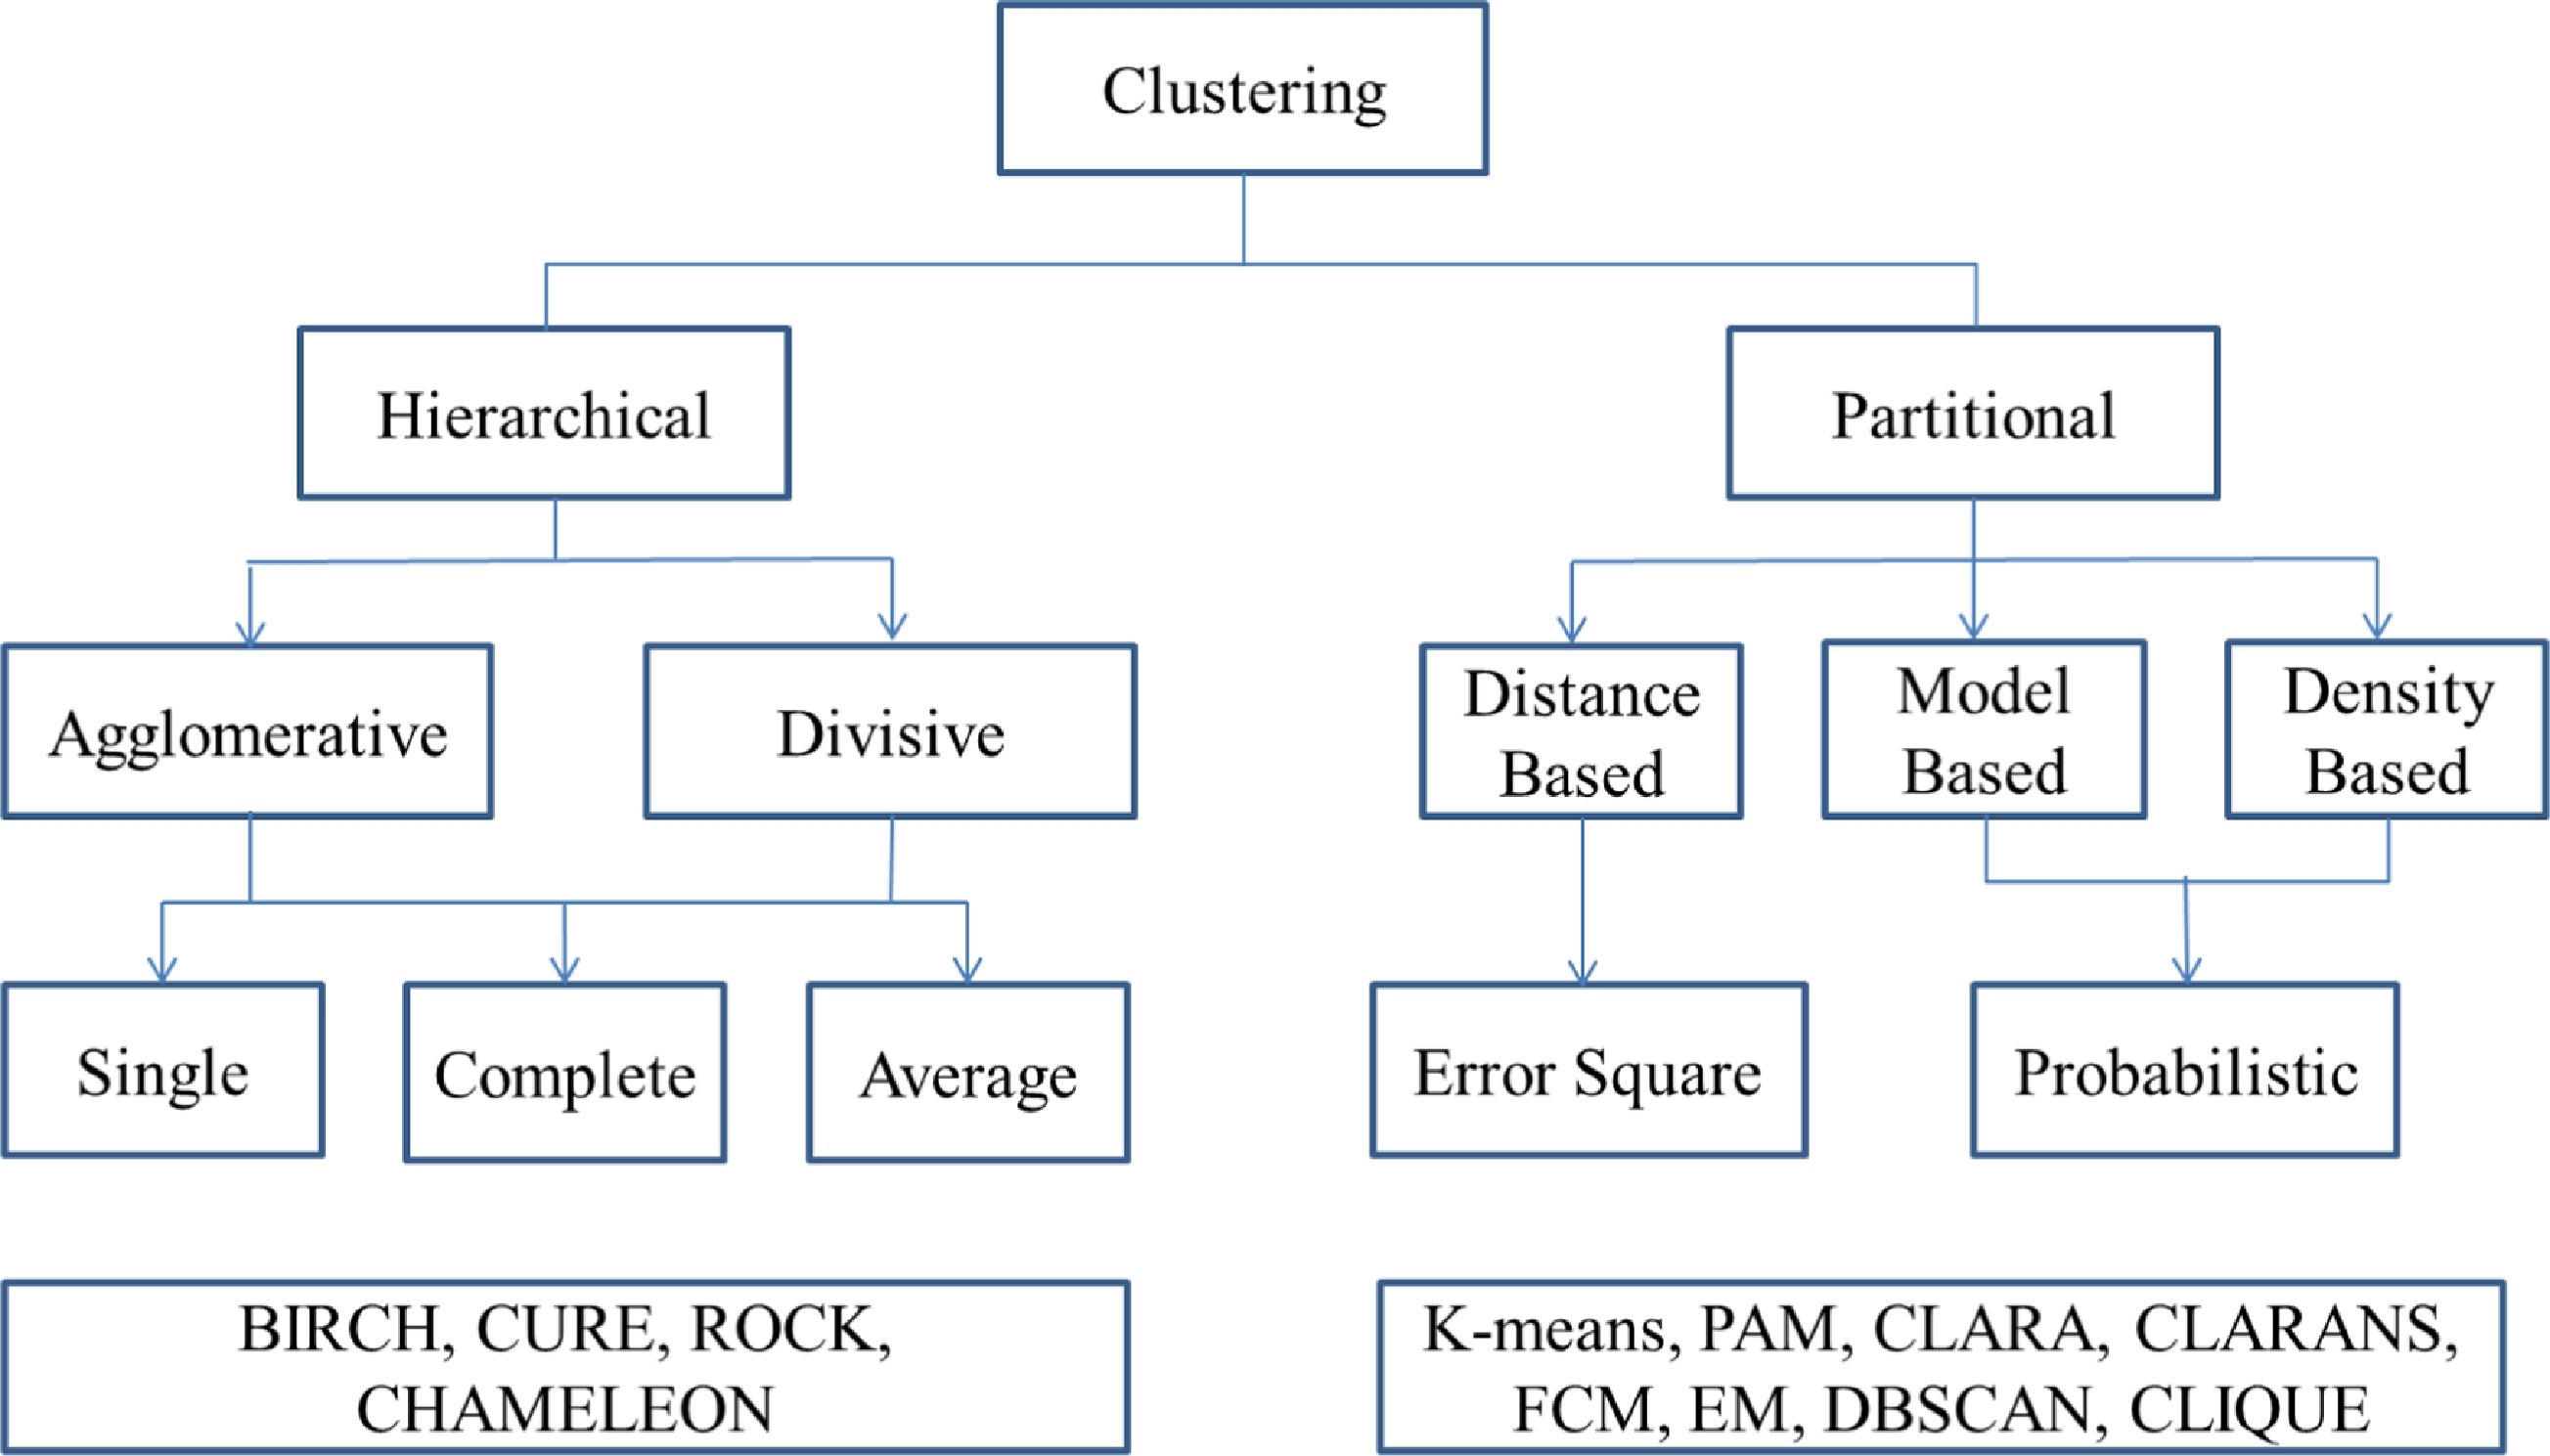 Clustering
Hierarchical
Partitional
Agglomerative
Divisive
Distance
Based
Model
Based
Density
Based
Single
Complete
Average
Error Square
Probabilistic
BIRCH, CURE, ROCK,
CHAMELEON
K-means, PAM, CLARA, CLARANS,
FCM, EM, DBSCAN, CLIQUE